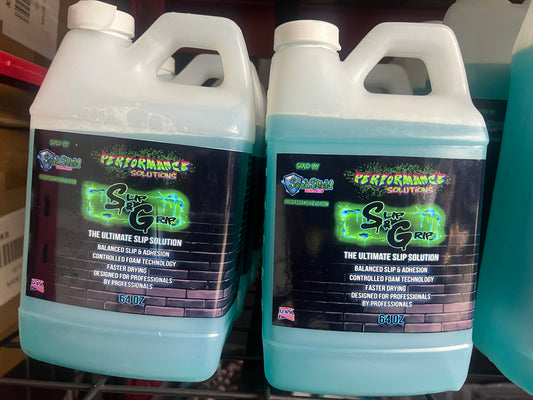 SOLD BY
PERFORMANCE
SOLUTIONS
SLIP
GRIP
THE ULTIMATE SLIP SOLUTION
BALANCED SLIP & ADHESION
CONTROLLED FOAM TECHNOLOGY
FASTER DRYING
DESIGNED FOR PROFESSIONALS
BY PROFESSIONALS
64 OZ
SOLD BY
PERFORMANCE
SOLUTIONS
SLIP
GRIP
THE ULTIMATE SLIP SOLUTION
BALANCED SLIP & ADHESION
CONTROLLED FOAM TECHNOLOGY
FASTER DRYING
DESIGNED FOR PROFESSIONALS
BY PROFESSIONALS
64 OZ